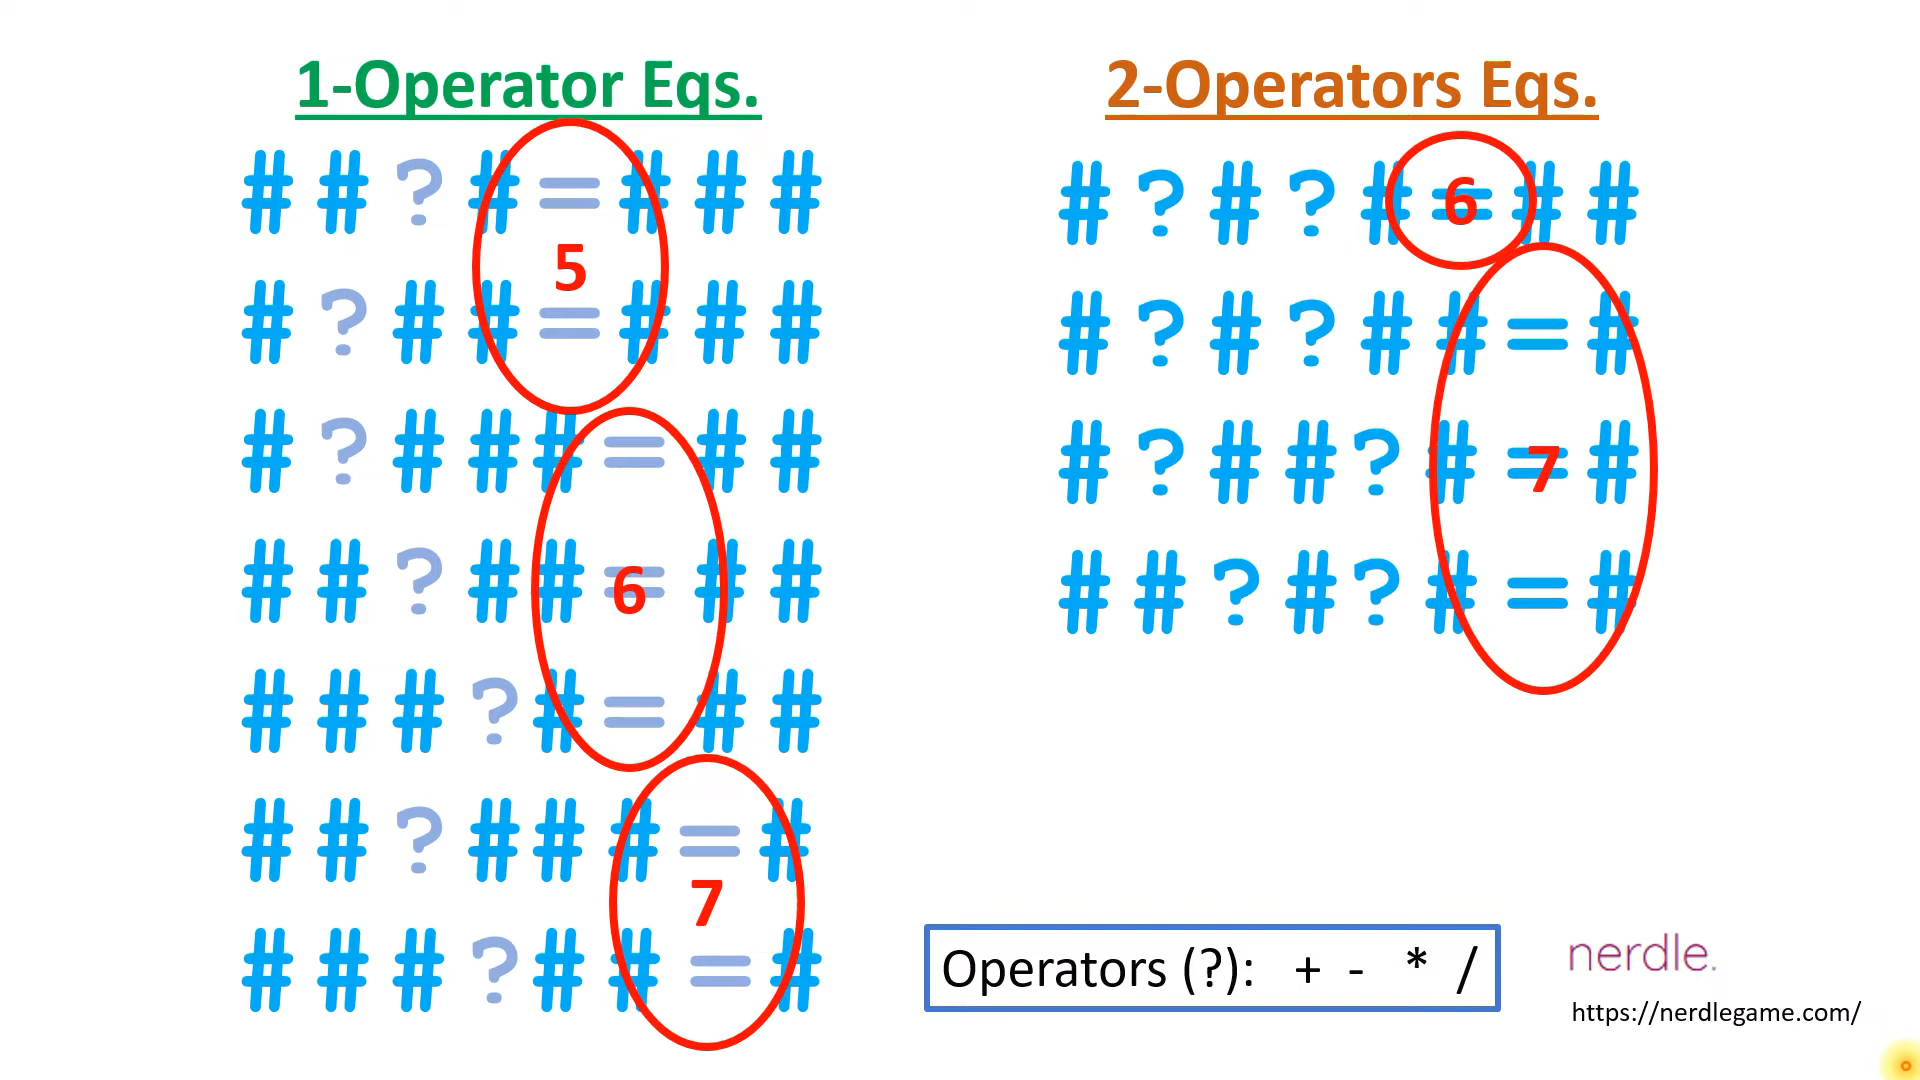 1-Operator Eqs.
# # ? # = # # #
5
# ? # # = # # #
# ? # # # = # #
# # ? # # = # #
6
# # # ? # = # #
# # ? # # # = #
7
# # # ? # # = #
2-Operators Eqs.
# ? # ? # = # #
6
# ? # ? # # = #
# ? # # ? # = #
7
# # ? # ? # = #
Operators (?): + - * /
nerdle.
https://nerdlegame.com/